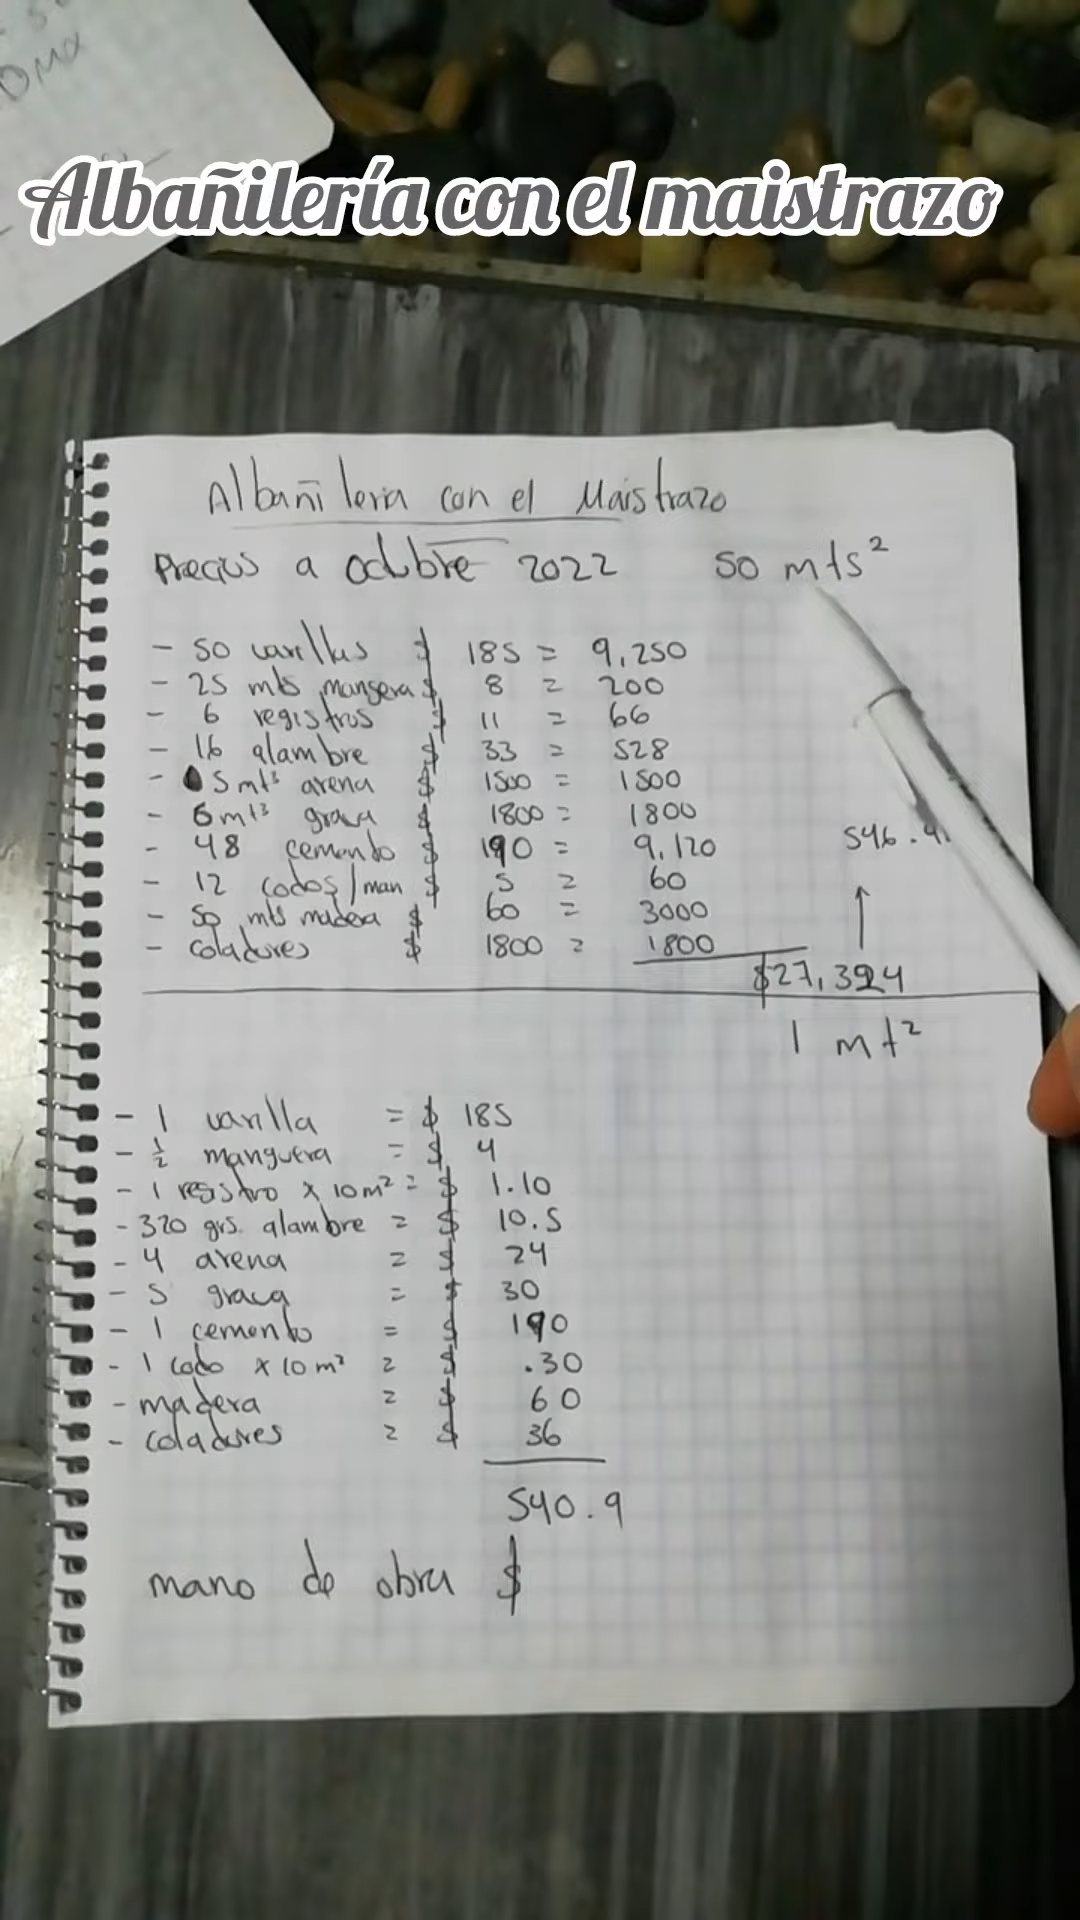 Albañilería con el maistrazo
Albañileria con el Maistrazo
Precios a octubre 2022 50 mts²
- 50 varillas $ 185 = 9,250
- 25 mts manguera $ 8 = 200
- 6 registros $ 11 = 66
- 16 alambre $ 33 = 528
- 5 mt³ arena $ 1500 = 1500
- 6 mt³ grava $ 1800 = 1800
- 48 cemento $ 190 = 9,120
546.4
- 12 codos/man $ 5 = 60
- 50 mts madera $ 60 = 3000
- coladores $ 1800 = 1800
$27,324
1 mt²
- 1 varilla = $ 185
- ½ manguera = $ 4
- 1 registro x 10m² = $ 1.10
- 320 grs. alambre = $ 10.5
- 4 arena = $ 24
- 5 grava = $ 30
- 1 cemento = $ 190
- 1 codo x 10 m² = $ .30
- madera = $ 60
- coladores = $ 36
540.9
mano de obra $